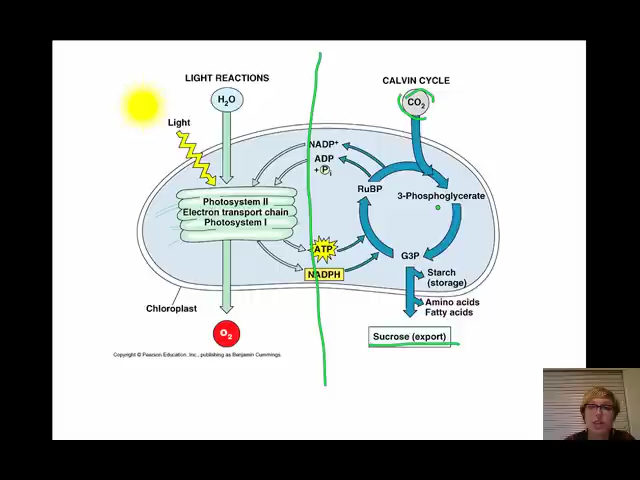 LIGHT REACTIONS
H₂O
Light
Photosystem II
Electron transport chain
Photosystem I
Chloroplast
O₂
NADP⁺
ADP
+ Pᵢ
ATP
NADPH
CALVIN CYCLE
CO₂
RuBP
3-Phosphoglycerate
G3P
Starch
(storage)
Amino acids
Fatty acids
Sucrose (export)
Copyright © Pearson Education, Inc., publishing as Benjamin Cummings.